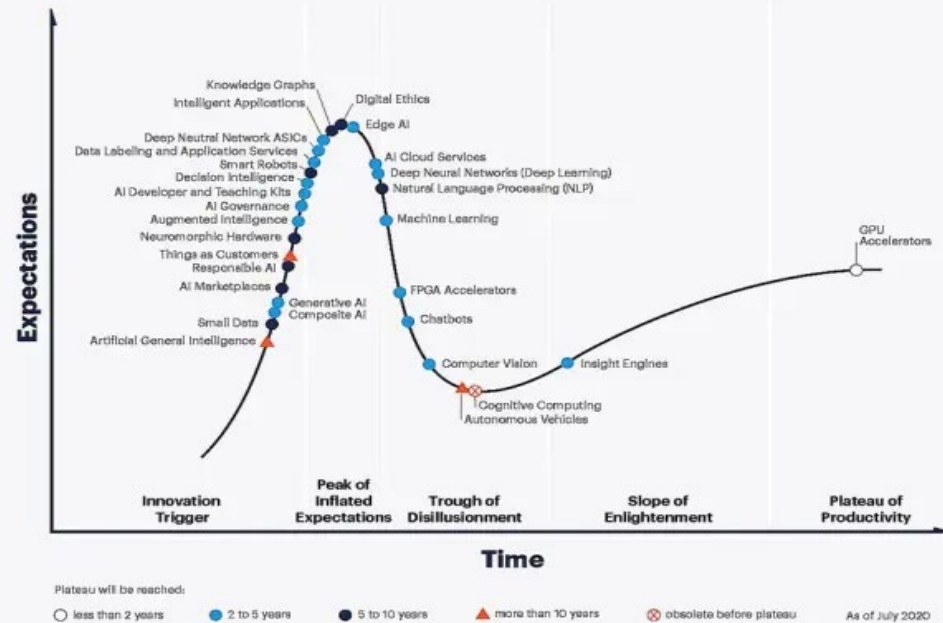 Expectations
Knowledge Graphs
Intelligent Applications
Digital Ethics
Edge AI
Deep Neutral Network ASICs
Data Labeling and Application Services
Smart Robots
Decision Intelligence
AI Developer and Teaching Kits
AI Governance
Augmented Intelligence
Neuromorphic Hardware
Things as Customers
Responsible AI
AI Marketplaces
Generative AI
Composite AI
Small Data
Artificial General Intelligence
AI Cloud Services
Deep Neural Networks (Deep Learning)
Natural Language Processing (NLP)
Machine Learning
FPGA Accelerators
Chatbots
Computer Vision
Cognitive Computing
Autonomous Vehicles
Insight Engines
GPU
Accelerators
Innovation
Trigger
Peak of
Inflated
Expectations
Trough of
Disillusionment
Slope of
Enlightenment
Plateau of
Productivity
Time
Plateau will be reached:
less than 2 years
2 to 5 years
5 to 10 years
more than 10 years
obsolete before plateau
As of July 2020